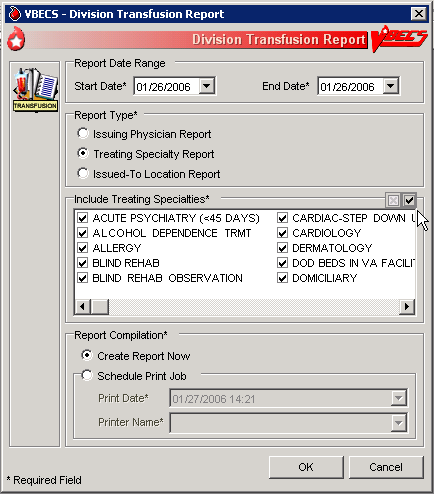 VBECS - Division Transfusion Report
Division Transfusion Report VBECS
Report Date Range
Start Date* 01/26/2006 End Date* 01/26/2006
Report Type*
Issuing Physician Report
Treating Specialty Report
Issued-To Location Report
TRANSFUSION
Include Treating Specialties*
ACUTE PSYCHIATRY (<45 DAYS) CARDIAC-STEP DOWN U
ALCOHOL DEPENDENCE TRMT CARDIOLOGY
ALLERGY DERMATOLOGY
BLIND REHAB DOD BEDS IN VA FACILI
BLIND REHAB OBSERVATION DOMICILIARY
Report Compilation*
Create Report Now
Schedule Print Job
Print Date* 01/27/2006 14:21
Printer Name*
OK Cancel
* Required Field